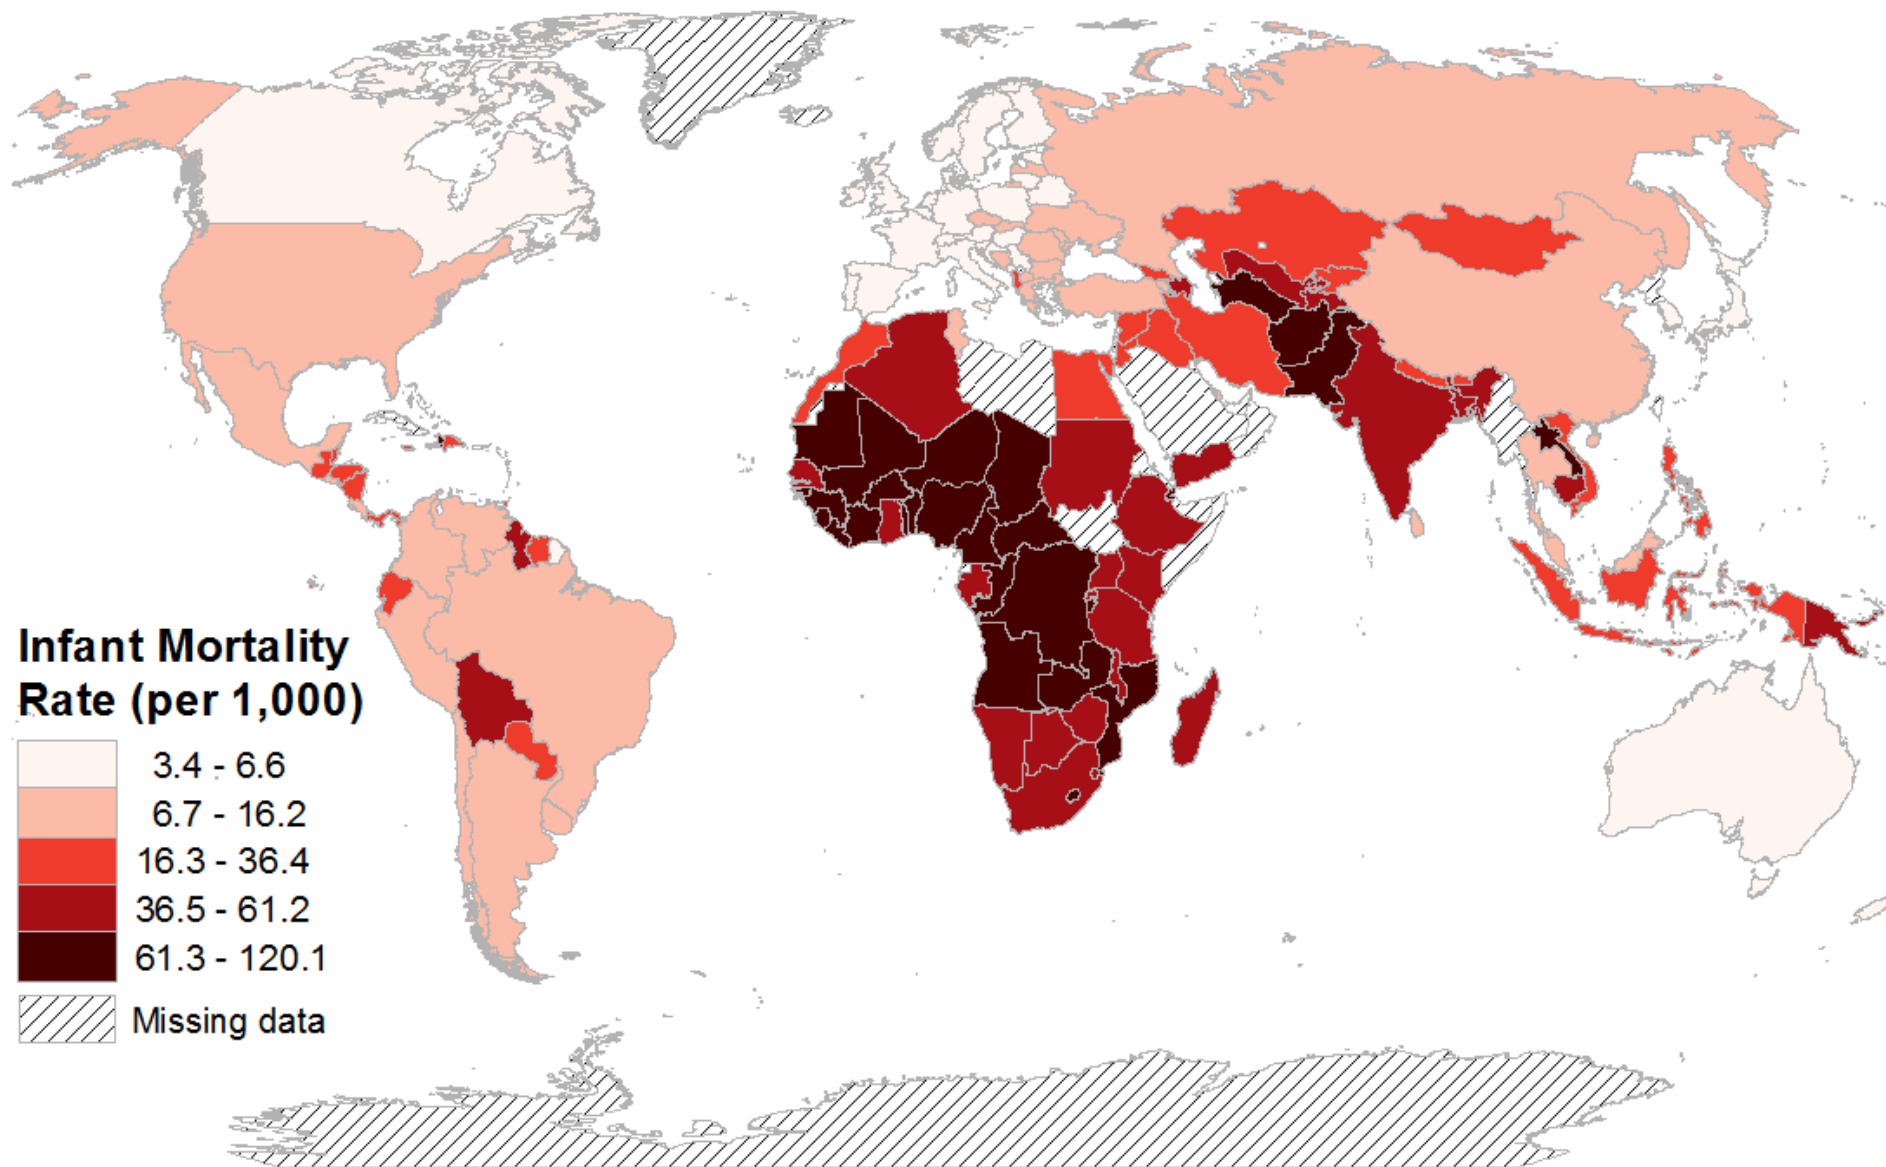 Infant Mortality
Rate (per 1,000)
3.4 - 6.6
6.7 - 16.2
16.3 - 36.4
36.5 - 61.2
61.3 - 120.1
Missing data